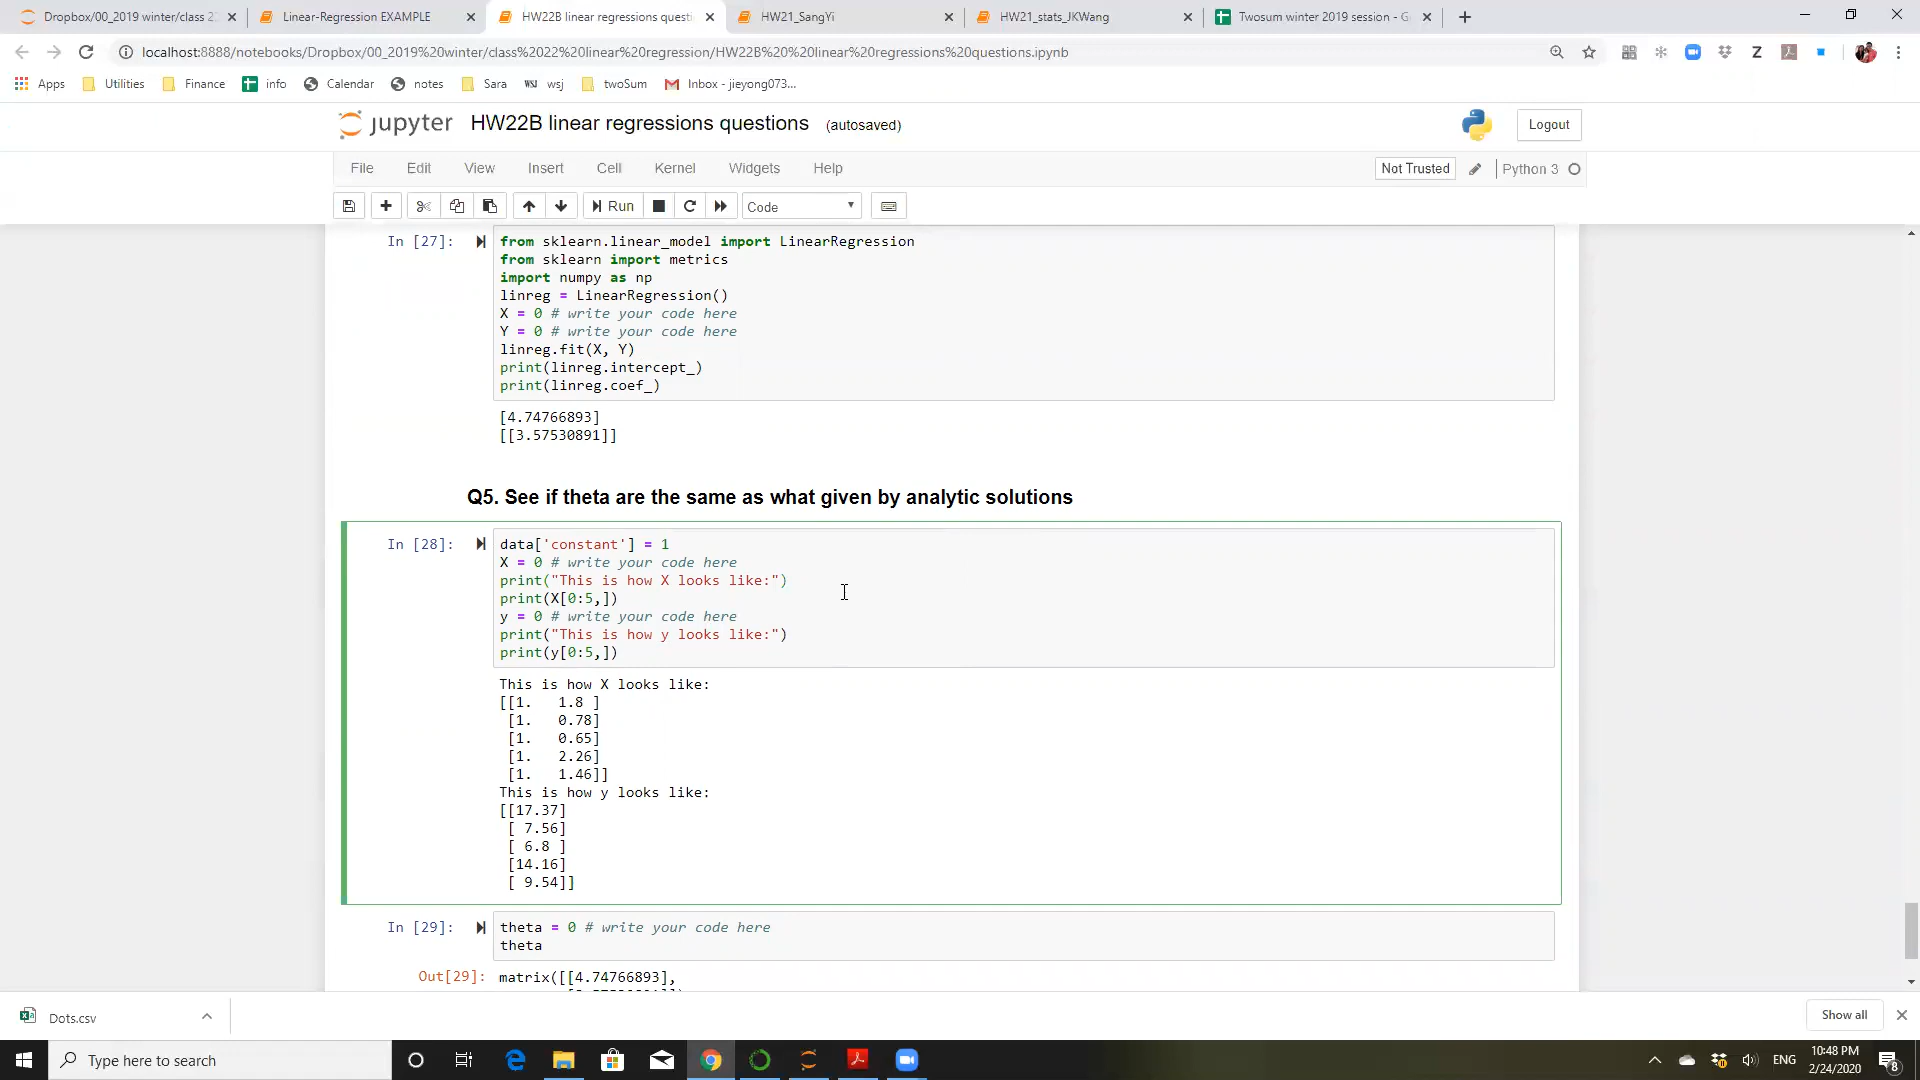 Dropbox/00_2019 winter/class 2
Linear-Regression EXAMPLE
HW22B linear regressions questi
HW21_SangYi
HW21_stats_JKWang
Twosum winter 2019 session - G
localhost:8888/notebooks/Dropbox/00_2019%20winter/class%2022%20linear%20regression/HW22B%20%20linear%20regressions%20questions.ipynb
Apps
Utilities
Finance
info
Calendar
notes
Sara
WSJ
wsj
twoSum
Inbox - jieyong073...
jupyter
HW22B linear regressions questions
(autosaved)
Logout
File
Edit
View
Insert
Cell
Kernel
Widgets
Help
Not Trusted
Python 3
Run
Code
In [27]:
from sklearn.linear_model import LinearRegression
from sklearn import metrics
import numpy as np
linreg = LinearRegression()
X = 0 # write your code here
Y = 0 # write your code here
linreg.fit(X, Y)
print(linreg.intercept_)
print(linreg.coef_)
[4.74766893]
[[3.57530891]]
Q5. See if theta are the same as what given by analytic solutions
In [28]:
data['constant'] = 1
X = 0 # write your code here
print("This is how X looks like:")
print(X[0:5,])
y = 0 # write your code here
print("This is how y looks like:")
print(y[0:5,])
This is how X looks like:
[[1.   1.8 ]
[1.   0.78]
[1.   0.65]
[1.   2.26]
[1.   1.46]]
This is how y looks like:
[[17.37]
[ 7.56]
[ 6.8 ]
[14.16]
[ 9.54]]
In [29]:
theta = 0 # write your code here
theta
Out[29]:
matrix([[4.74766893],
Dots.csv
Show all
Type here to search
ENG
10:48 PM
2/24/2020
8